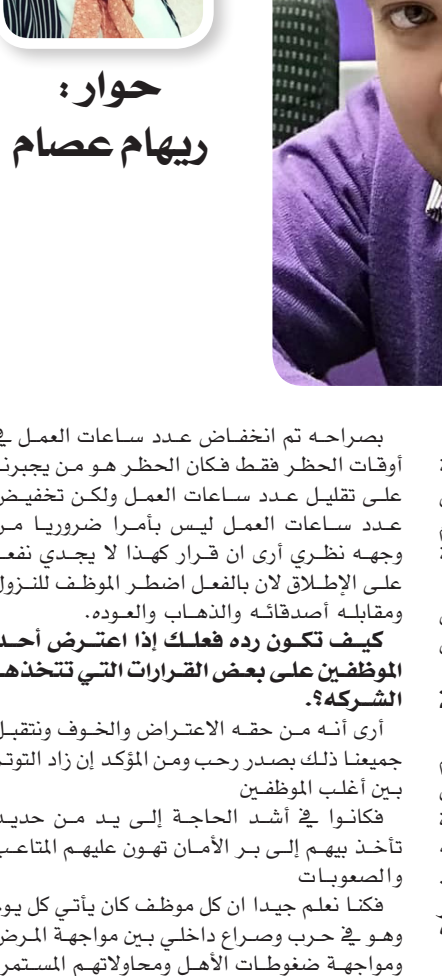 حوار :
ريهام عصام
بصراحه تم انخفاض عدد ساعات العمل في
أوقات الحظر فقط فكان الحظر هو من يجبرنا
على تقليل عدد ساعات العمل ولكن تخفيض
عدد ساعات العمل ليس بأمرا ضروريا من
وجهه نظري أرى ان قرار كهذا لا يجدي نفعا
على الإطلاق لان بالفعل اضطر الموظف للنزول
ومقابله أصدقائه والذهاب والعوده.
كيف تكون رده فعلك إذا اعترض أحد
الموظفين على بعض القرارات التي تتخذها
الشركه؟.
أرى أنه من حقه الاعتراض والخوف ونتقبل
جميعنا ذلك بصدر رحب ومن المؤكد إن زاد التوتر
بين أغلب الموظفين
فكانوا في أشد الحاجة إلى يد من حديد
تأخذ بيهم إلى بر الأمان تهون عليهم المتاعب
والصعوبات
فكنا نعلم جيدا ان كل موظف كان يأتي كل يوم
وهو في حرب وصراع داخلي بين مواجهة المرض
ومواجهة ضغوطات الأهل ومحاولاتهم